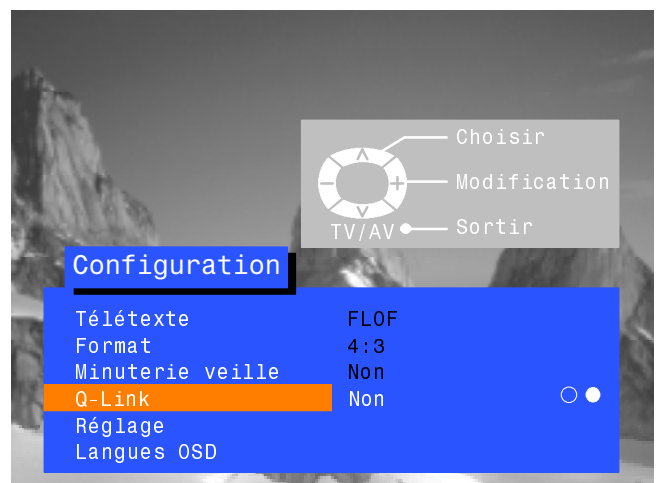 Choisir
Modification
TV/AV Sortir
Configuration
Télétexte FLOF
Format 4:3
Minuterie veille Non
Q-Link Non
Réglage
Langues OSD